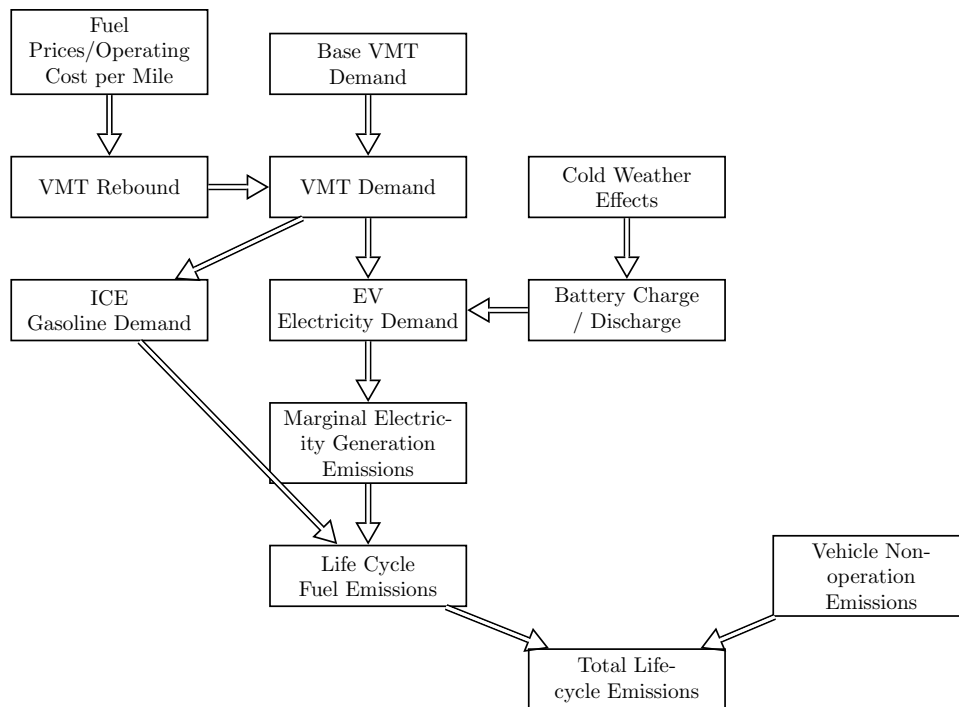 Fuel
Prices/Operating
Cost per Mile
Base VMT
Demand
VMT Rebound
VMT Demand
Cold Weather
Effects
ICE
Gasoline Demand
EV
Electricity Demand
Battery Charge
/ Discharge
Marginal Electric-
ity Generation
Emissions
Life Cycle
Fuel Emissions
Vehicle Non-
operation
Emissions
Total Life-
cycle Emissions